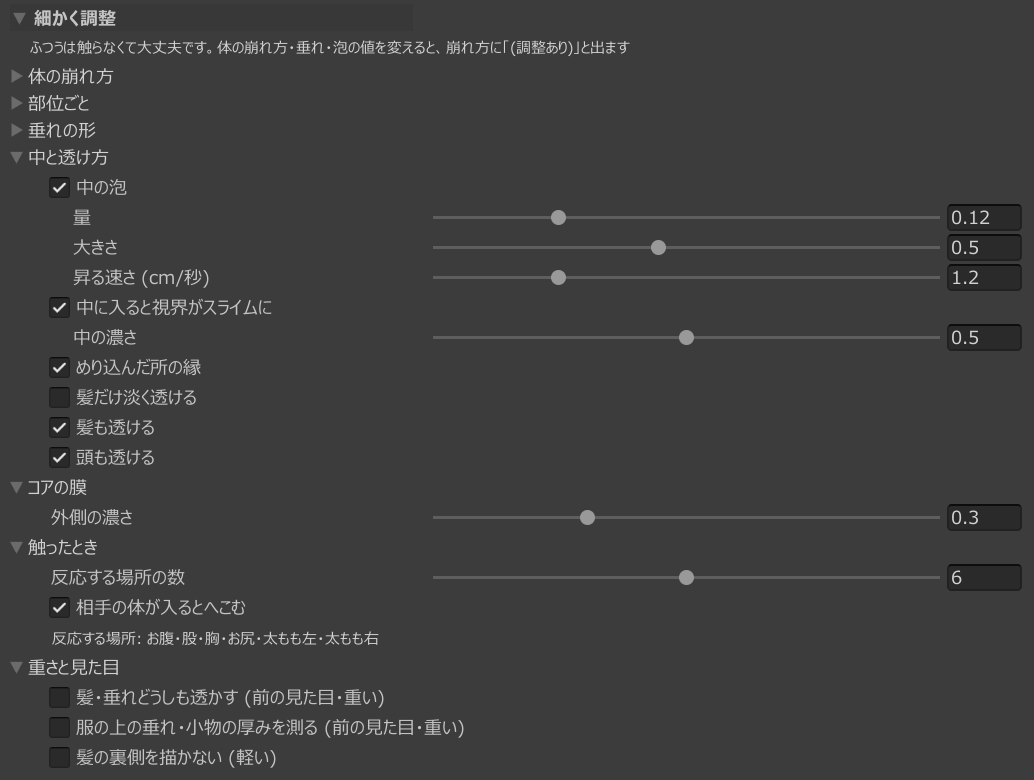 細かく調整
ふつうは触らなくて大丈夫です。体の崩れ方・垂れ・泡の値を変えると、崩れ方に「(調整あり)」と出ます
体の崩れ方
部位ごと
垂れの形
中と透け方
中の泡
量 0.12
大きさ 0.5
昇る速さ (cm/秒) 1.2
中に入ると視界がスライムに
中の濃さ 0.5
めり込んだ所の縁
髪だけ淡く透ける
髪も透ける
頭も透ける
コアの膜
外側の濃さ 0.3
触ったとき
反応する場所の数 6
相手の体が入るとへこむ
反応する場所: お腹・股・胸・お尻・太もも左・太もも右
重さと見た目
髪・垂れどうしも透かす (前の見た目・重い)
服の上の垂れ・小物の厚みを測る (前の見た目・重い)
髪の裏側を描かない (軽い)